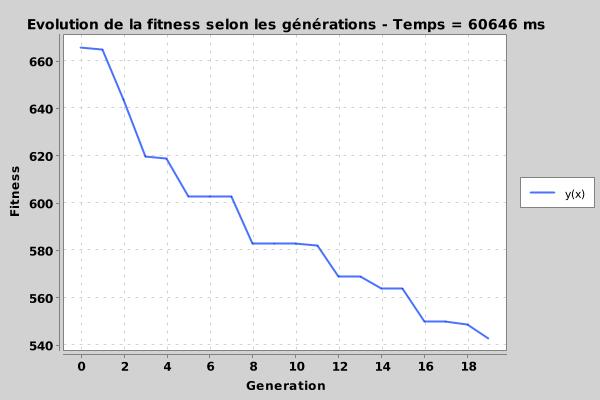 Evolution de la fitness selon les générations - Temps = 60646 ms
660
640
620
600
580
560
540
Fitness
0 2 4 6 8 10 12 14 16 18
Generation
y(x)